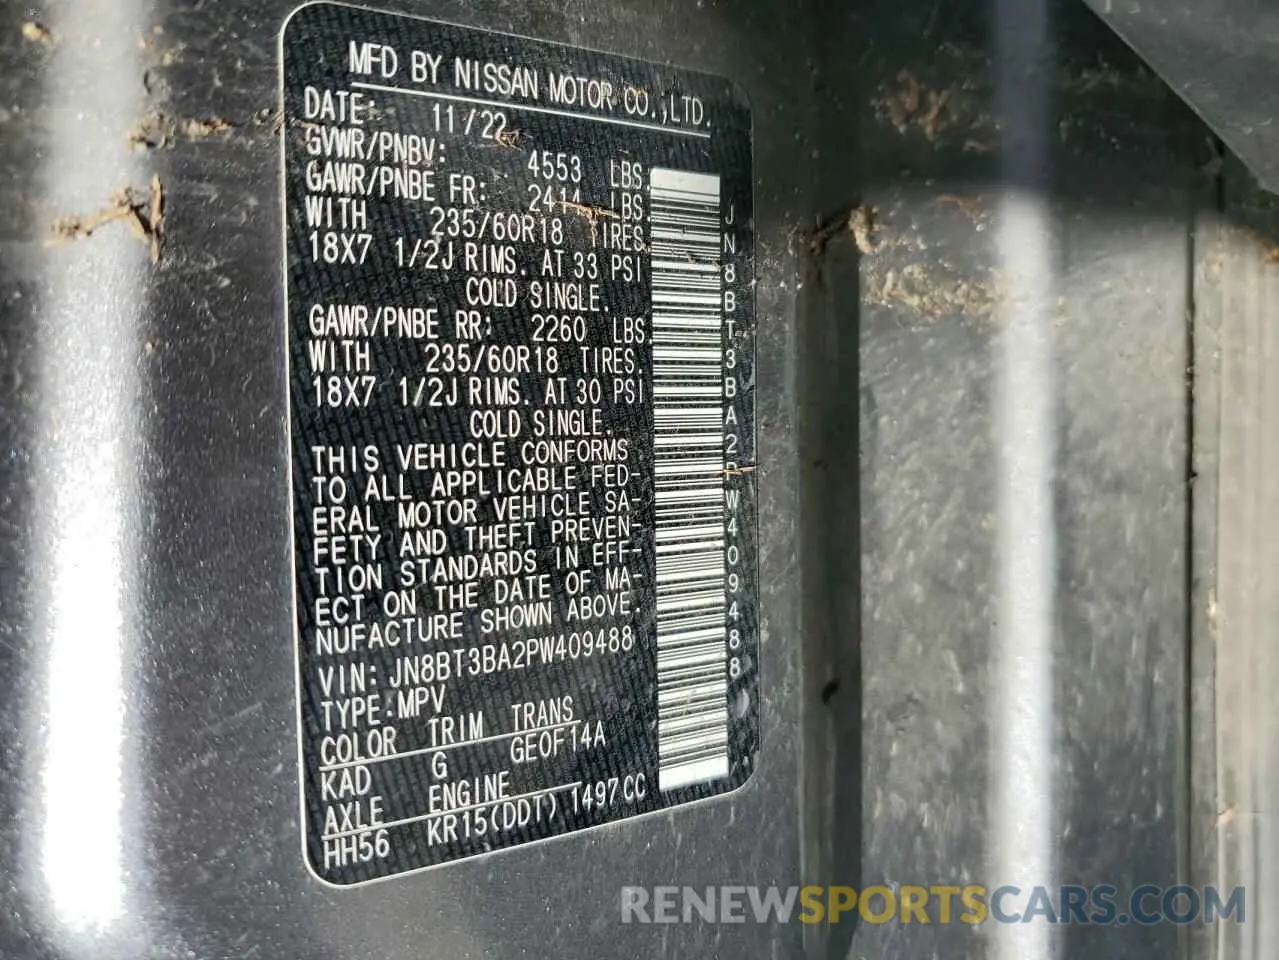 MFD BY NISSAN MOTOR CO.,LTD.
DATE: 11/22
GVWR/PNBV: 4553 LBS.
GAWR/PNBE FR: 2414 LBS.
WITH 235/60R18 TIRES.
18X7 1/2J RIMS. AT 33 PSI
COLD SINGLE.
GAWR/PNBE RR: 2260 LBS.
WITH 235/60R18 TIRES.
18X7 1/2J RIMS. AT 30 PSI
COLD SINGLE.
THIS VEHICLE CONFORMS
TO ALL APPLICABLE FED-
ERAL MOTOR VEHICLE SA-
FETY AND THEFT PREVEN-
TION STANDARDS IN EFF-
ECT ON THE DATE OF MA-
NUFACTURE SHOWN ABOVE.
VIN: JN8BT3BA2PW409488
TYPE:MPV
COLOR TRIM TRANS
KAD G GEOF14A
AXLE ENGINE
HH56 KR15(DDT) 1497CC
JN8BT3BA2PW409488
RENEWSPORTSCARS.COM